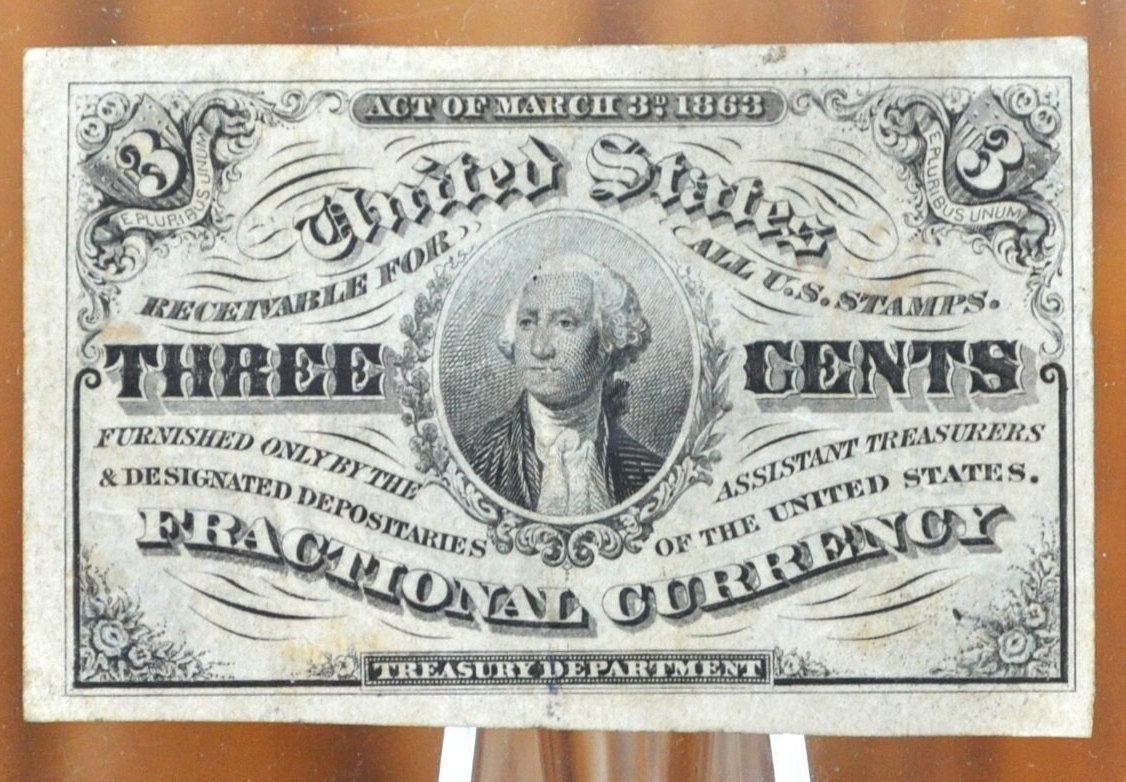 ACT OF MARCH 3D 1863
3 3
E PLURIBUS UNUM E PLURIBUS UNUM
United States
RECEIVABLE FOR ALL U.S. STAMPS.
THREE CENTS
FURNISHED ONLY BY THE ASSISTANT TREASURERS
& DESIGNATED DEPOSITARIES OF THE UNITED STATES.
FRACTIONAL CURRENCY
TREASURY DEPARTMENT